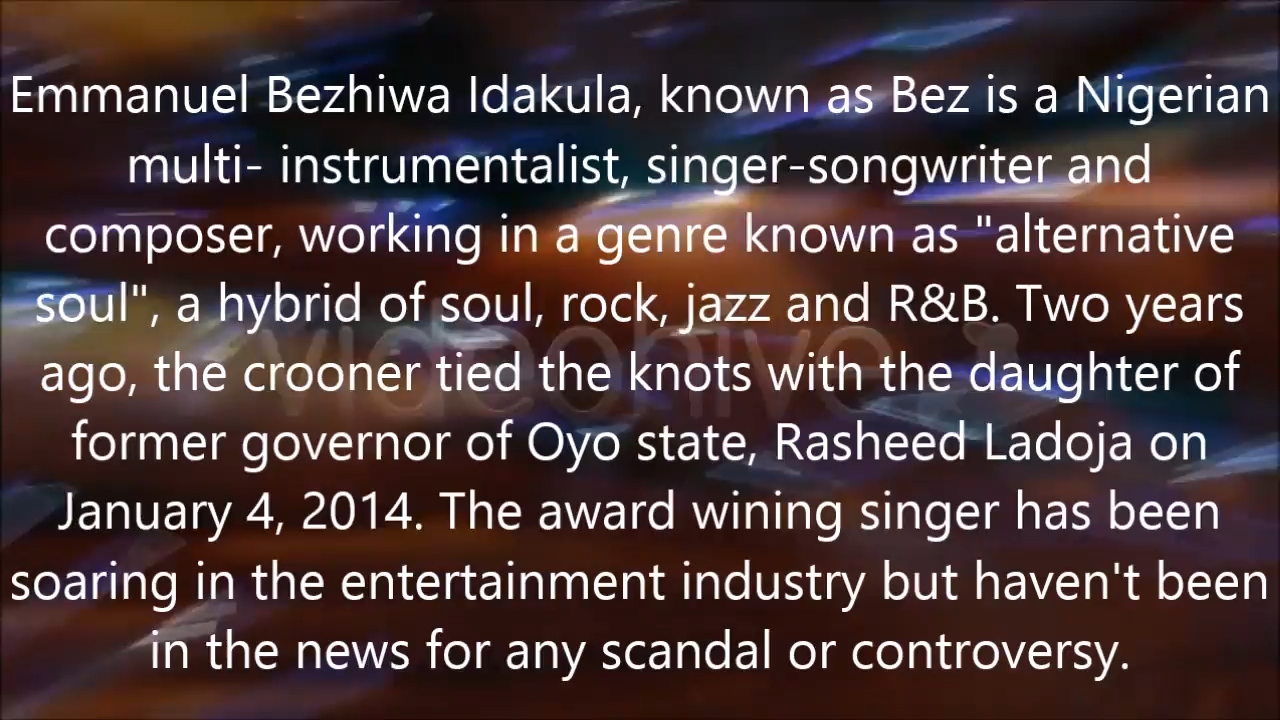 Emmanuel Bezhiwa Idakula, known as Bez is a Nigerian
multi- instrumentalist, singer-songwriter and
composer, working in a genre known as "alternative
soul", a hybrid of soul, rock, jazz and R&B. Two years
ago, the crooner tied the knots with the daughter of
former governor of Oyo state, Rasheed Ladoja on
January 4, 2014. The award wining singer has been
soaring in the entertainment industry but haven't been
in the news for any scandal or controversy.
videohive